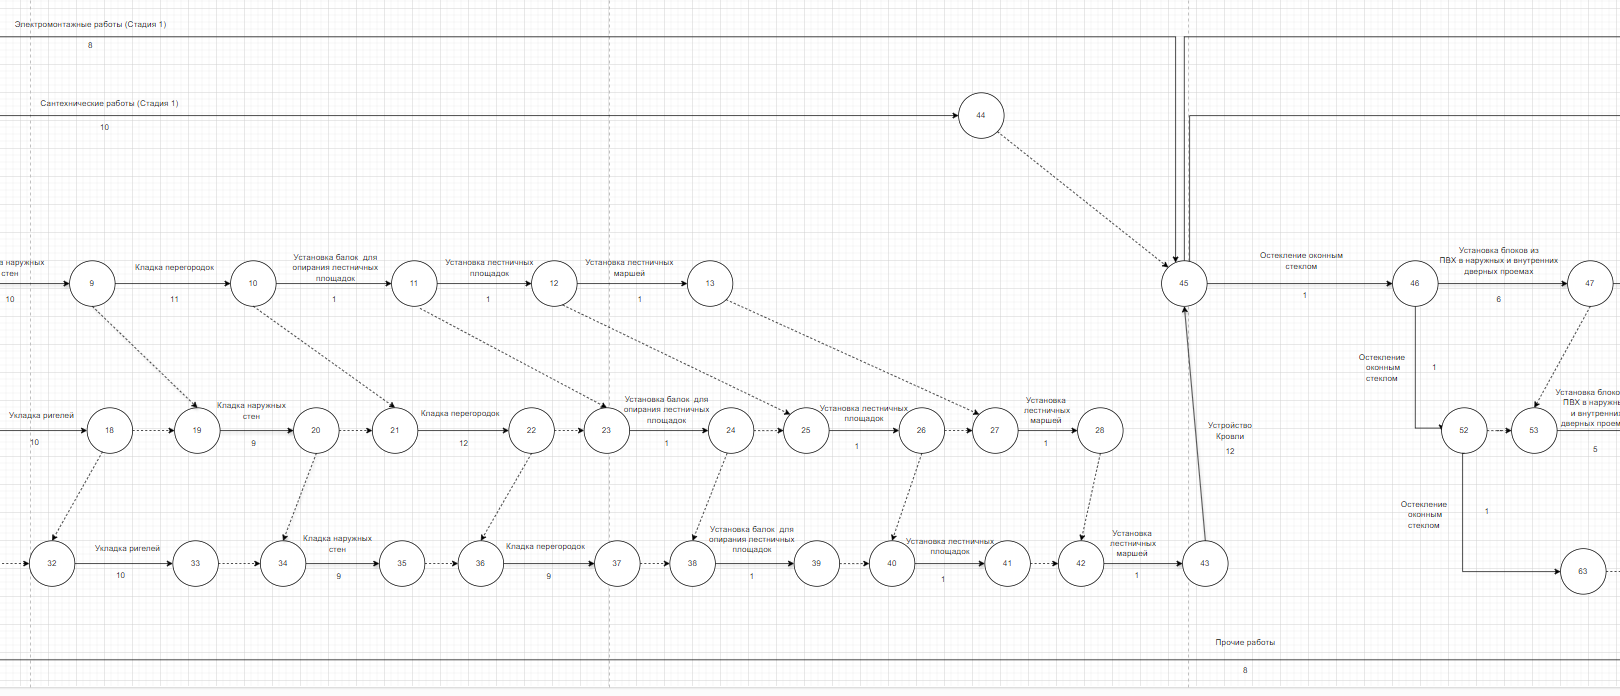 Электромонтажные работы (Стадия 1)
8
Сантехнические работы (Стадия 1)
10
44
наружных
стен
10
9
Кладка перегородок
11
10
Установка балок для
опирания лестничных
площадок
1
11
Установка лестничных
площадок
1
12
Установка лестничных
маршей
1
13
45
Остекление оконным
стеклом
1
46
Установка блоков из
ПВХ в наружных и внутренних
дверных проемах
6
47
Остекление
оконным
стеклом
1
Укладка ригелей
10
18
19
Кладка наружных
стен
9
20
21
Кладка перегородок
12
22
23
Установка балок для
опирания лестничных
площадок
1
24
25
Установка лестничных
площадок
1
26
27
Установка
лестничных
маршей
1
28
Устройство
Кровли
12
52
53
Установка блоко
ПВХ в наружн
и внутренни
дверных проем
5
32
Укладка ригелей
10
33
34
Кладка наружных
стен
9
35
36
Кладка перегородок
9
37
38
Установка балок для
опирания лестничных
площадок
1
39
40
Установка лестничных
площадок
1
41
42
Установка
лестничных
маршей
1
43
Остекление
оконным
стеклом
1
63
Прочие работы
8